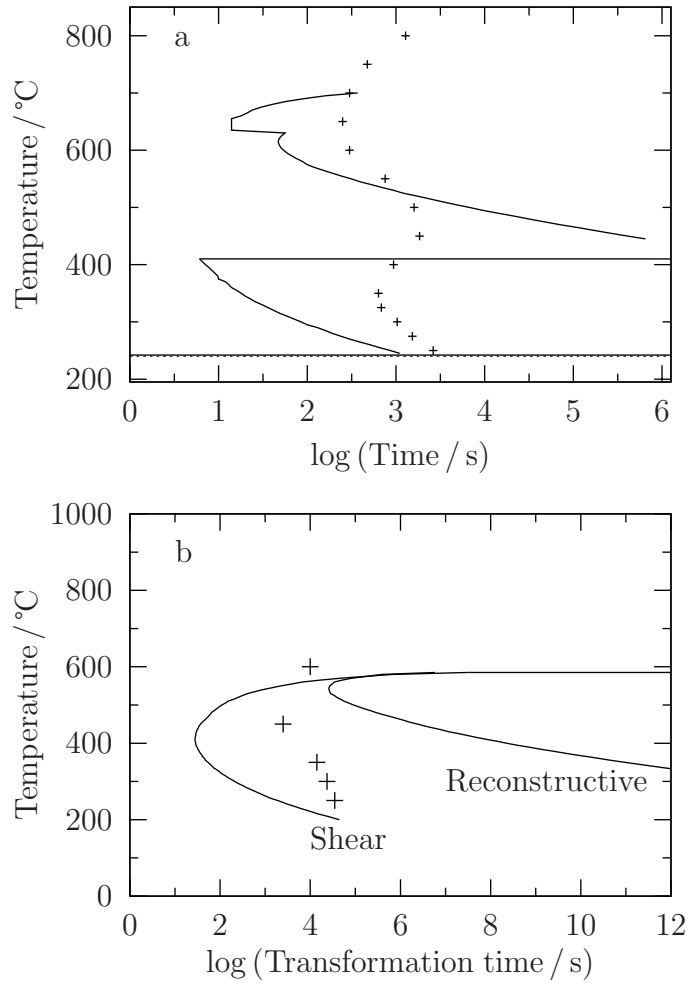 a
800
600
400
200
Temperature / °C
0 1 2 3 4 5 6
log (Time / s)
b
1000
800
600
400
200
0
Temperature / °C
Reconstructive
Shear
0 2 4 6 8 10 12
log (Transformation time / s)